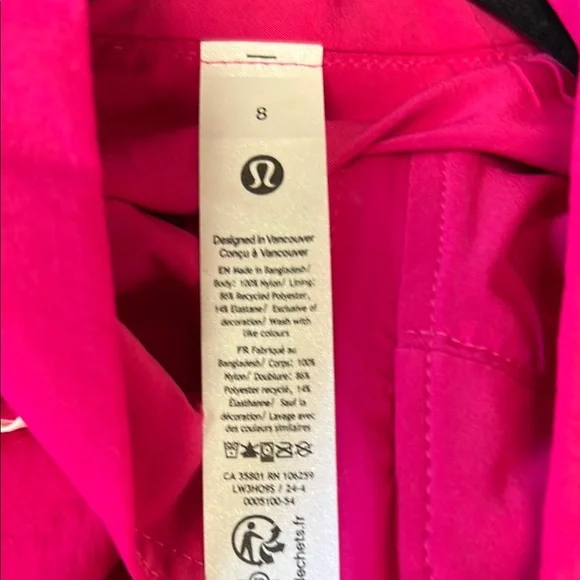 8
Designed in Vancouver
Conçu à Vancouver
EN Made in Bangladesh/
Body: 100% Nylon/ Lining:
86% Recycled Polyester,
14% Elastane/ Exclusive of
decoration/ Wash with
like colours
FR Fabriqué au
Bangladesh/ Corps: 100%
Nylon/ Doublure: 86%
Polyester recyclé, 14%
Élasthanne/ Sauf la
décoration/ Lavage avec
des couleurs similaires
CA 35801 RN 106259
LW3HO9S / 24-4
0005100-54
dechets.fr